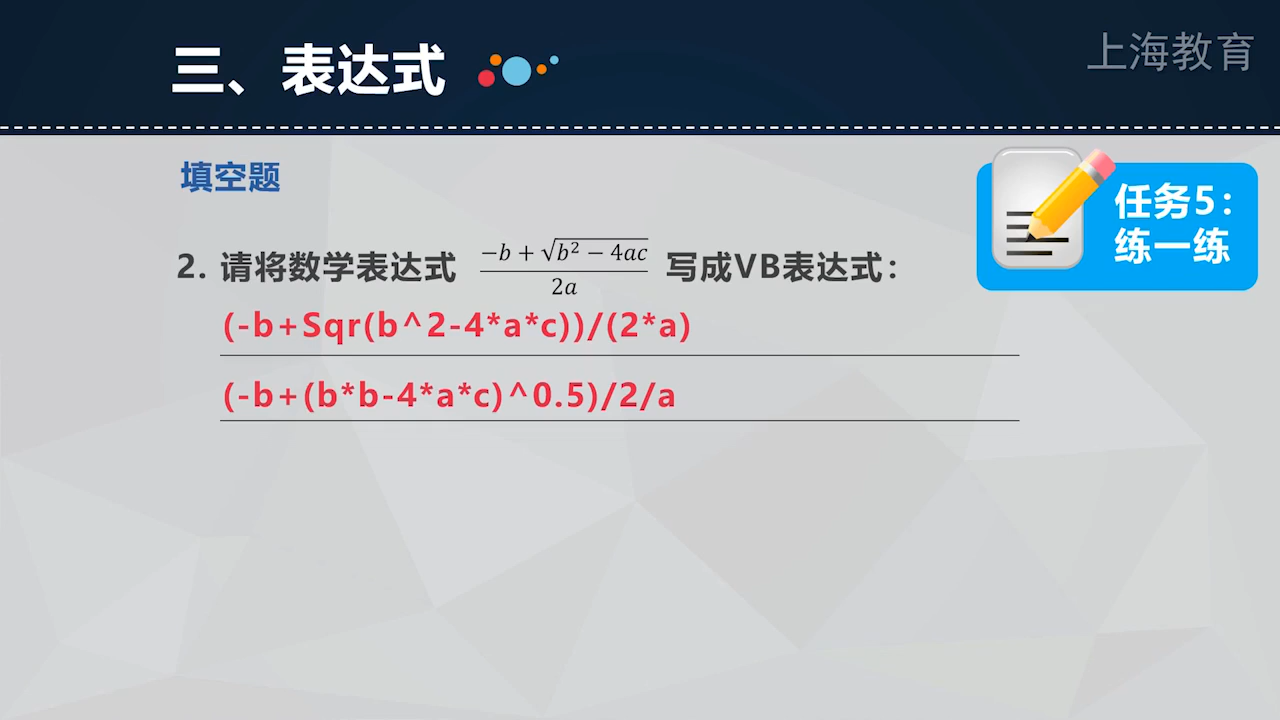 三、表达式
上海教育
填空题
任务5：
练一练
2. 请将数学表达式 \frac{-b+\sqrt{b^2-4ac}}{2a} 写成VB表达式：
(-b+Sqr(b^2-4*a*c))/(2*a)
(-b+(b*b-4*a*c)^0.5)/2/a